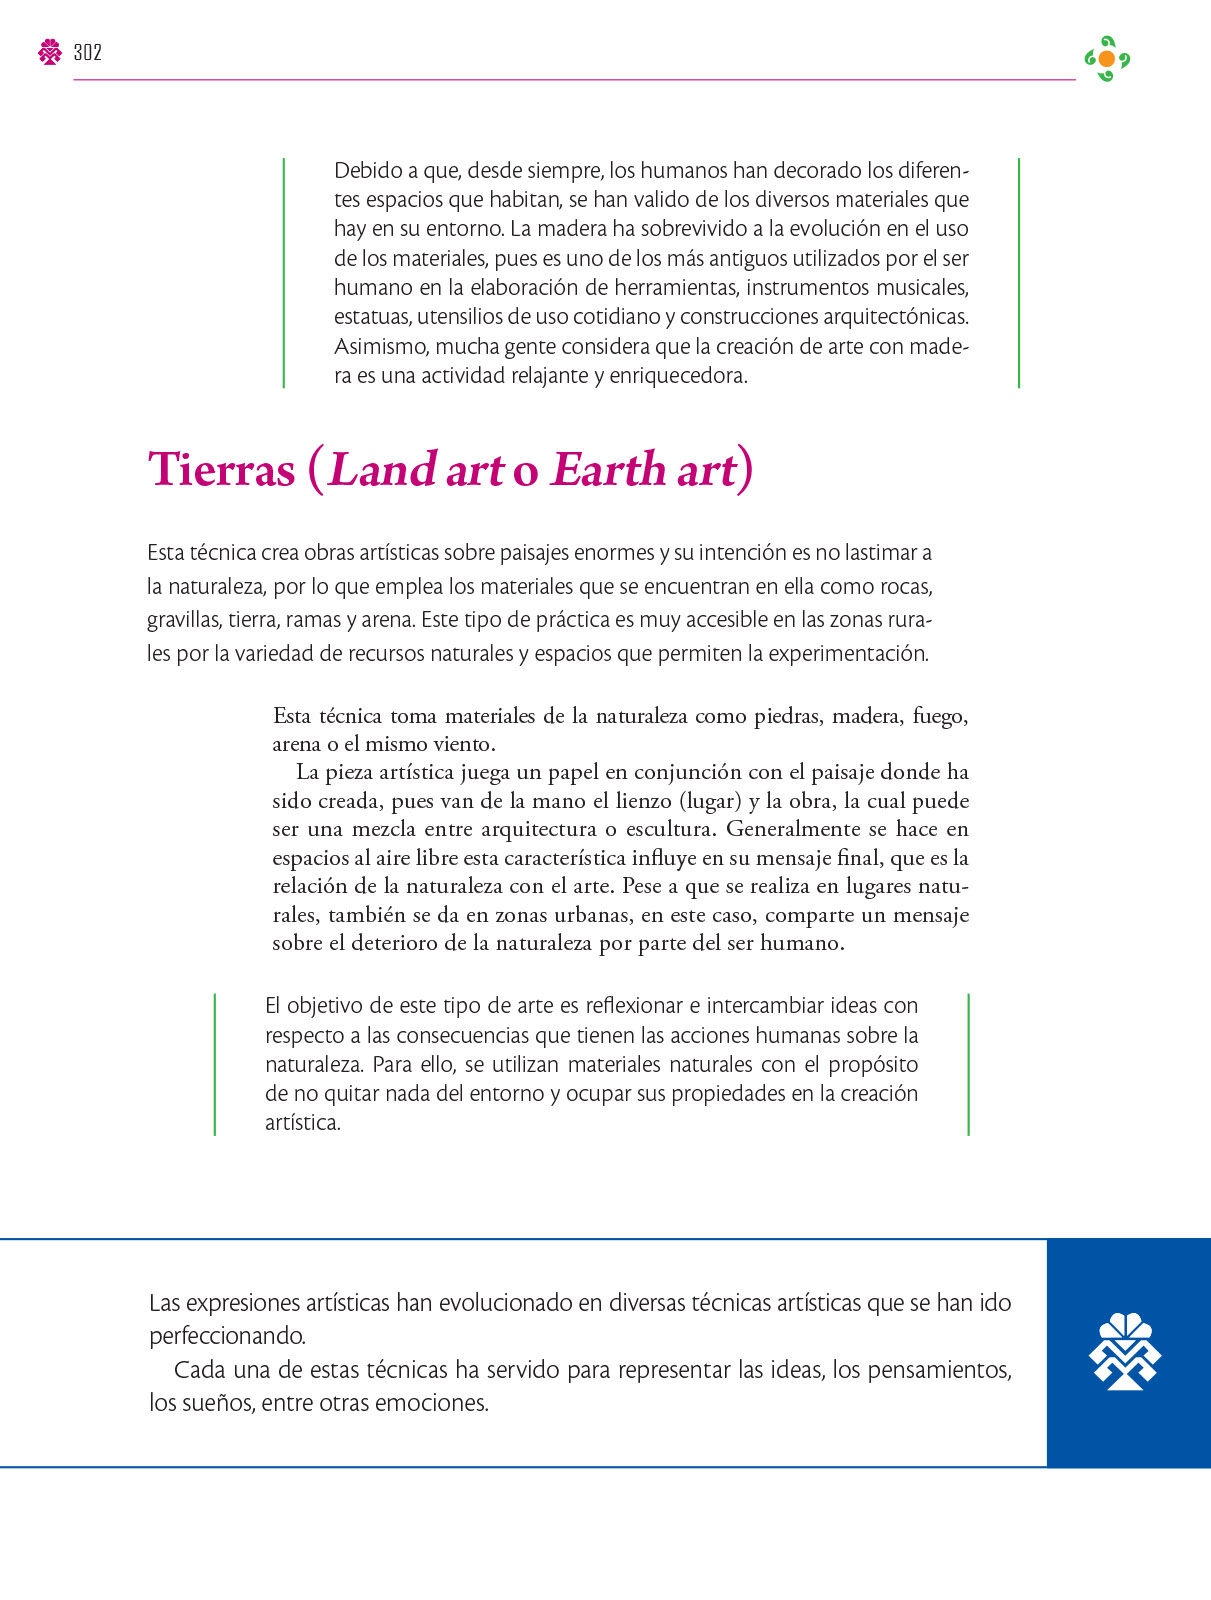 302
Debido a que, desde siempre, los humanos han decorado los diferen-
tes espacios que habitan, se han valido de los diversos materiales que
hay en su entorno. La madera ha sobrevivido a la evolución en el uso
de los materiales, pues es uno de los más antiguos utilizados por el ser
humano en la elaboración de herramientas, instrumentos musicales,
estatuas, utensilios de uso cotidiano y construcciones arquitectónicas.
Asimismo, mucha gente considera que la creación de arte con made-
ra es una actividad relajante y enriquecedora.
Tierras (Land art o Earth art)
Esta técnica crea obras artísticas sobre paisajes enormes y su intención es no lastimar a
la naturaleza, por lo que emplea los materiales que se encuentran en ella como rocas,
gravillas, tierra, ramas y arena. Este tipo de práctica es muy accesible en las zonas rura-
les por la variedad de recursos naturales y espacios que permiten la experimentación.
Esta técnica toma materiales de la naturaleza como piedras, madera, fuego,
arena o el mismo viento.
La pieza artística juega un papel en conjunción con el paisaje donde ha
sido creada, pues van de la mano el lienzo (lugar) y la obra, la cual puede
ser una mezcla entre arquitectura o escultura. Generalmente se hace en
espacios al aire libre esta característica influye en su mensaje final, que es la
relación de la naturaleza con el arte. Pese a que se realiza en lugares natu-
rales, también se da en zonas urbanas, en este caso, comparte un mensaje
sobre el deterioro de la naturaleza por parte del ser humano.
El objetivo de este tipo de arte es reflexionar e intercambiar ideas con
respecto a las consecuencias que tienen las acciones humanas sobre la
naturaleza. Para ello, se utilizan materiales naturales con el propósito
de no quitar nada del entorno y ocupar sus propiedades en la creación
artística.
Las expresiones artísticas han evolucionado en diversas técnicas artísticas que se han ido
perfeccionando.
Cada una de estas técnicas ha servido para representar las ideas, los pensamientos,
los sueños, entre otras emociones.